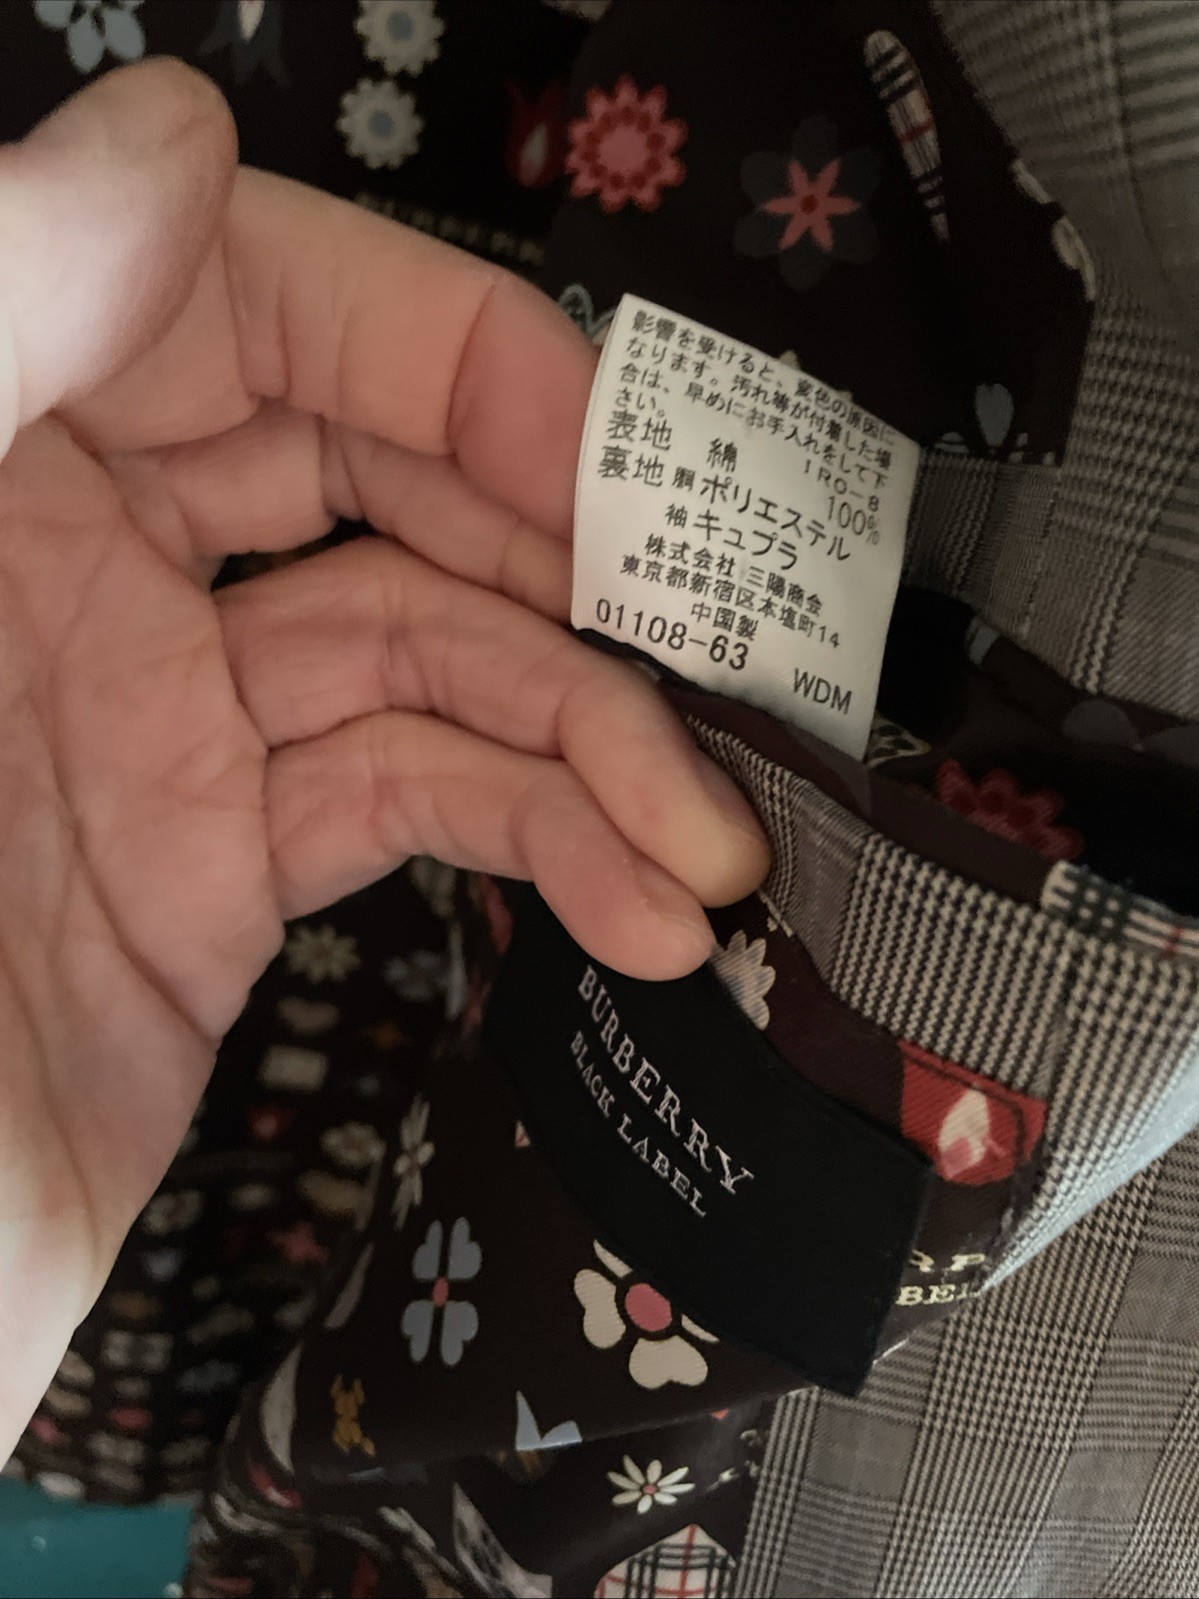 影響を受けると、変色の原因に
なります。汚れ等が付着した場
合は、早めにお手入れをして下
さい。
IRO-8
表地 綿 100%
裏地 胴 ポリエステル
袖 キュプラ
株式会社 三陽商会
東京都新宿区本塩町14
中国製
01108-63 WDM
BURBERRY
BLACK LABEL